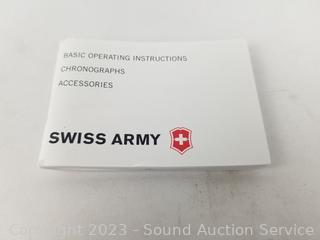 BASIC OPERATING INSTRUCTIONS
CHRONOGRAPHS
ACCESSORIES
SWISS ARMY
Copyright 2023 - Sound Auction Service